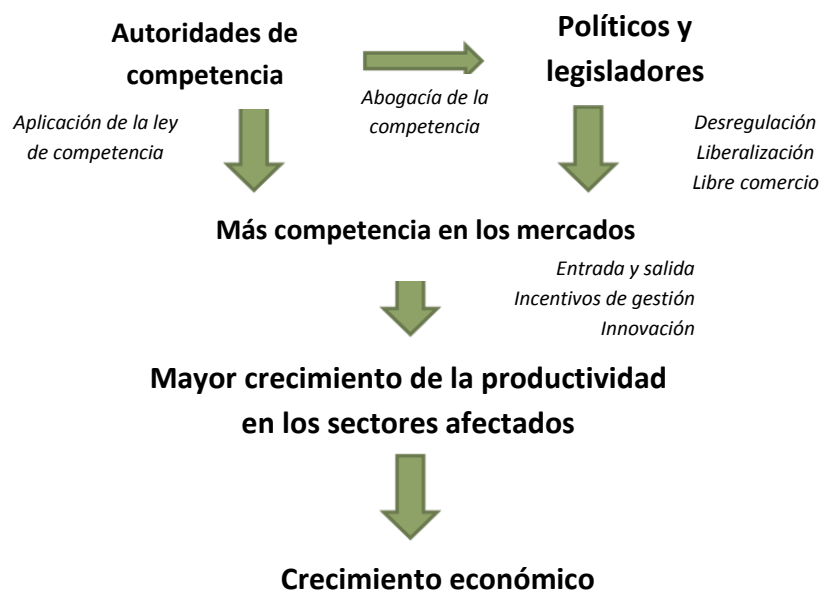 Autoridades de
competencia
Políticos y
legisladores
Abogacía de la
competencia
Aplicación de la ley
de competencia
Desregulación
Liberalización
Libre comercio
Más competencia en los mercados
Entrada y salida
Incentivos de gestión
Innovación
Mayor crecimiento de la productividad
en los sectores afectados
Crecimiento económico